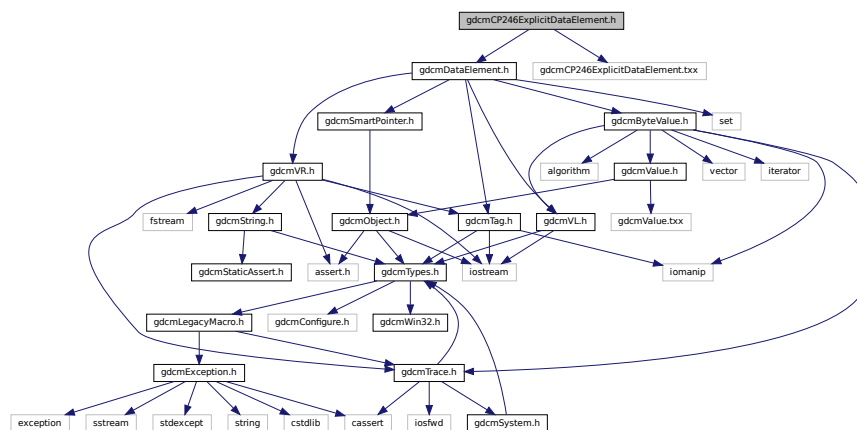 gdcmCP246ExplicitDataElement.h
gdcmDataElement.h
gdcmCP246ExplicitDataElement.txx
gdcmSmartPointer.h
gdcmByteValue.h
set
gdcmVR.h
algorithm
gdcmValue.h
vector
iterator
fstream
gdcmString.h
gdcmObject.h
gdcmTag.h
gdcmVL.h
gdcmValue.txx
gdcmStaticAssert.h
assert.h
gdcmTypes.h
iostream
iomanip
gdcmLegacyMacro.h
gdcmConfigure.h
gdcmWin32.h
gdcmException.h
gdcmTrace.h
exception
sstream
stdexcept
string
cstdlib
cassert
iosfwd
gdcmSystem.h